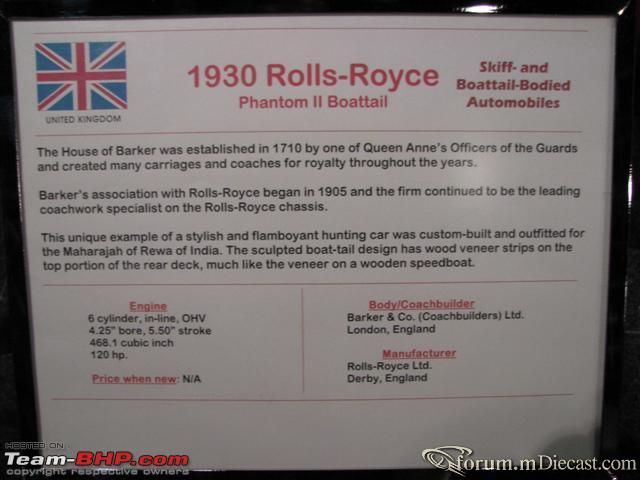 1930 Rolls-Royce
Phantom II Boattail
Skiff- and
Boattail-Bodied
Automobiles
UNITED KINGDOM
The House of Barker was established in 1710 by one of Queen Anne's Officers of the Guards
and created many carriages and coaches for royalty throughout the years.
Barker's association with Rolls-Royce began in 1905 and the firm continued to be the leading
coachwork specialist on the Rolls-Royce chassis.
This unique example of a stylish and flamboyant hunting car was custom-built and outfitted for
the Maharajah of Rewa of India. The sculpted boat-tail design has wood veneer strips on the
top portion of the rear deck, much like the veneer on a wooden speedboat.
Engine
6 cylinder, in-line, OHV
4.25" bore, 5.50" stroke
468.1 cubic inch
120 hp.
Price when new: N/A
Body/Coachbuilder
Barker & Co. (Coachbuilders) Ltd.
London, England
Manufacturer
Rolls-Royce Ltd.
Derby, England
HOSTED ON
Team-BHP.com
copyright respective owners
forum.mDiecast.com